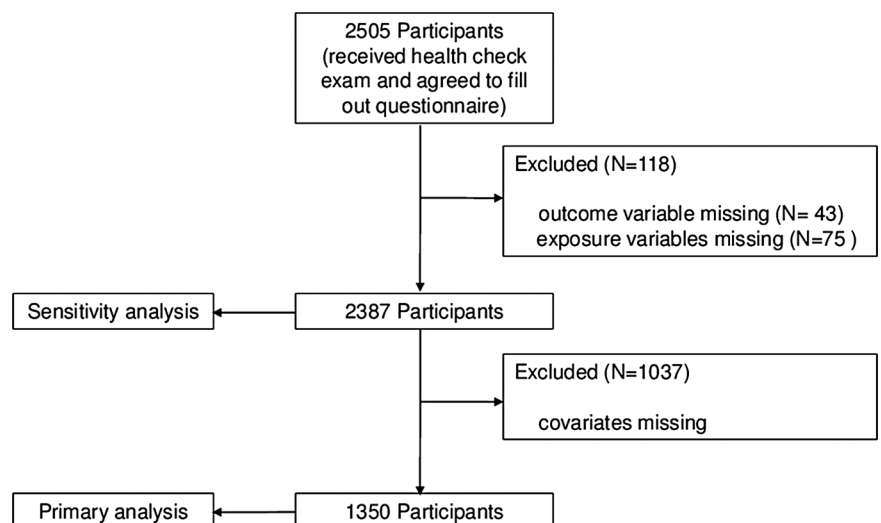 2505 Participants
(received health check
exam and agreed to fill
out questionnaire)
Excluded (N=118)
outcome variable missing (N= 43)
exposure variables missing (N=75 )
Sensitivity analysis
2387 Participants
Excluded (N=1037)
covariates missing
Primary analysis
1350 Participants